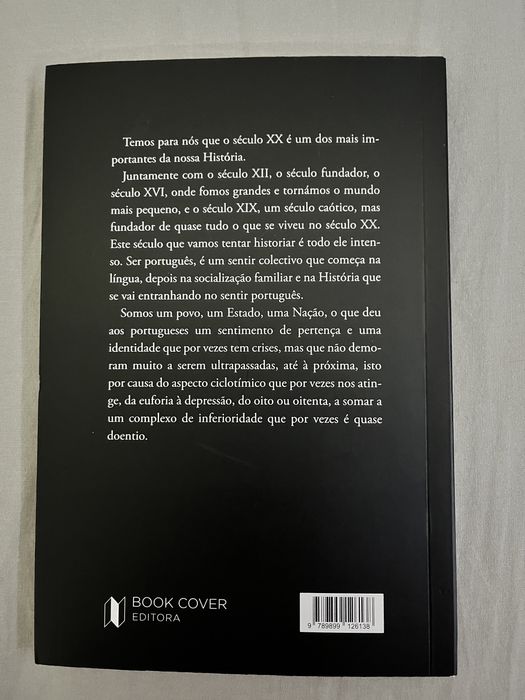 Temos para nós que o século XX é um dos mais im-
portantes da nossa História.
Juntamente com o século XII, o século fundador, o
século XVI, onde fomos grandes e tornámos o mundo
mais pequeno, e o século XIX, um século caótico, mas
fundador de quase tudo o que se viveu no século XX.
Este século que vamos tentar historiar é todo ele inten-
so. Ser português, é um sentir colectivo que começa na
língua, depois na socialização familiar e na História que
se vai entranhando no sentir português.
Somos um povo, um Estado, uma Nação, o que deu
aos portugueses um sentimento de pertença e uma
identidade que por vezes tem crises, mas que não demo-
ram muito a serem ultrapassadas, até à próxima, isto
por causa do aspecto ciclotímico que por vezes nos atin-
ge, da euforia à depressão, do oito ou oitenta, a somar a
um complexo de inferioridade que por vezes é quase
doentio.
BOOK COVER
EDITORA
9 789899 126138